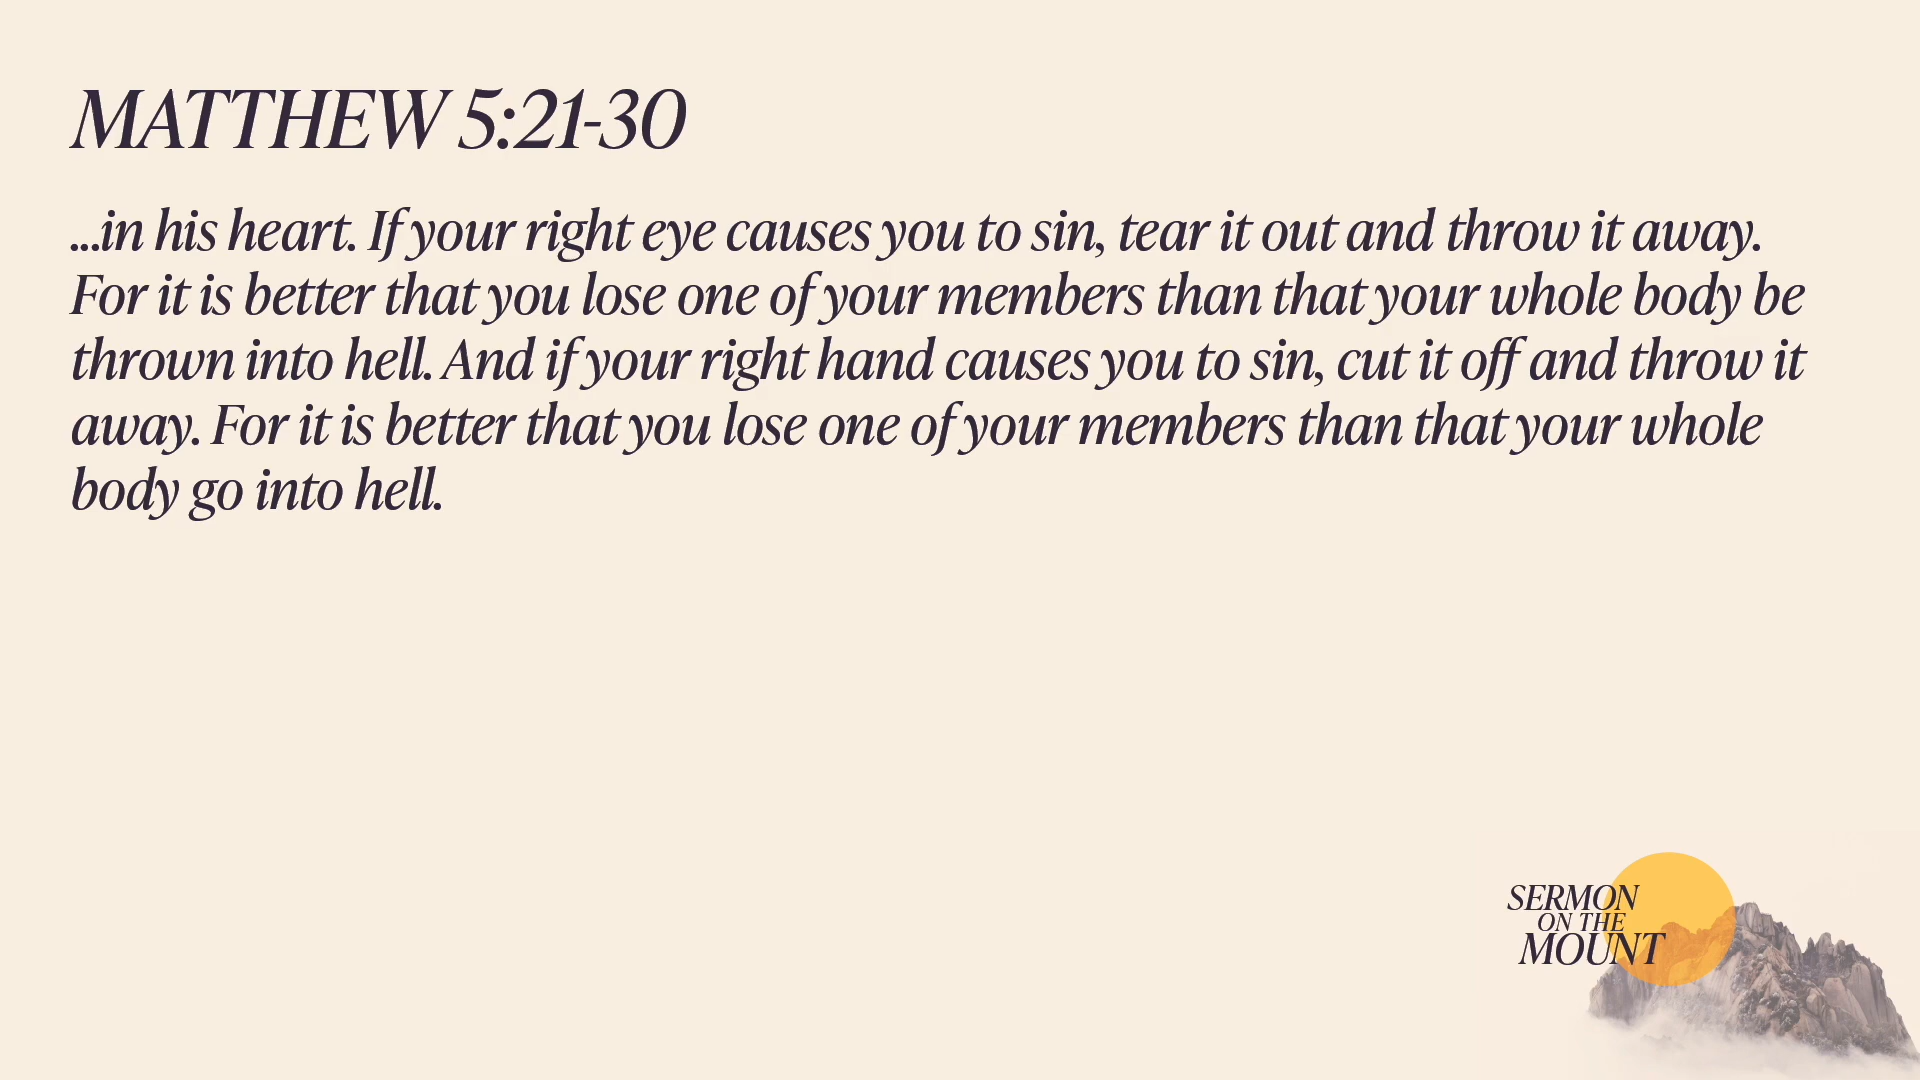 MATTHEW 5:21-30
...in his heart. If your right eye causes you to sin, tear it out and throw it away.
For it is better that you lose one of your members than that your whole body be
thrown into hell. And if your right hand causes you to sin, cut it off and throw it
away. For it is better that you lose one of your members than that your whole
body go into hell.
SERMON
ON THE
MOUNT